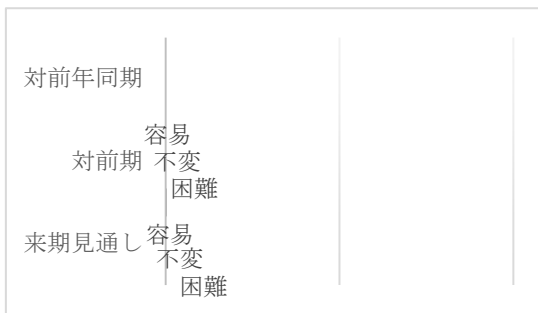 対前年同期
容易
対前期 不変
困難
来期見通し 容易
不変
困難